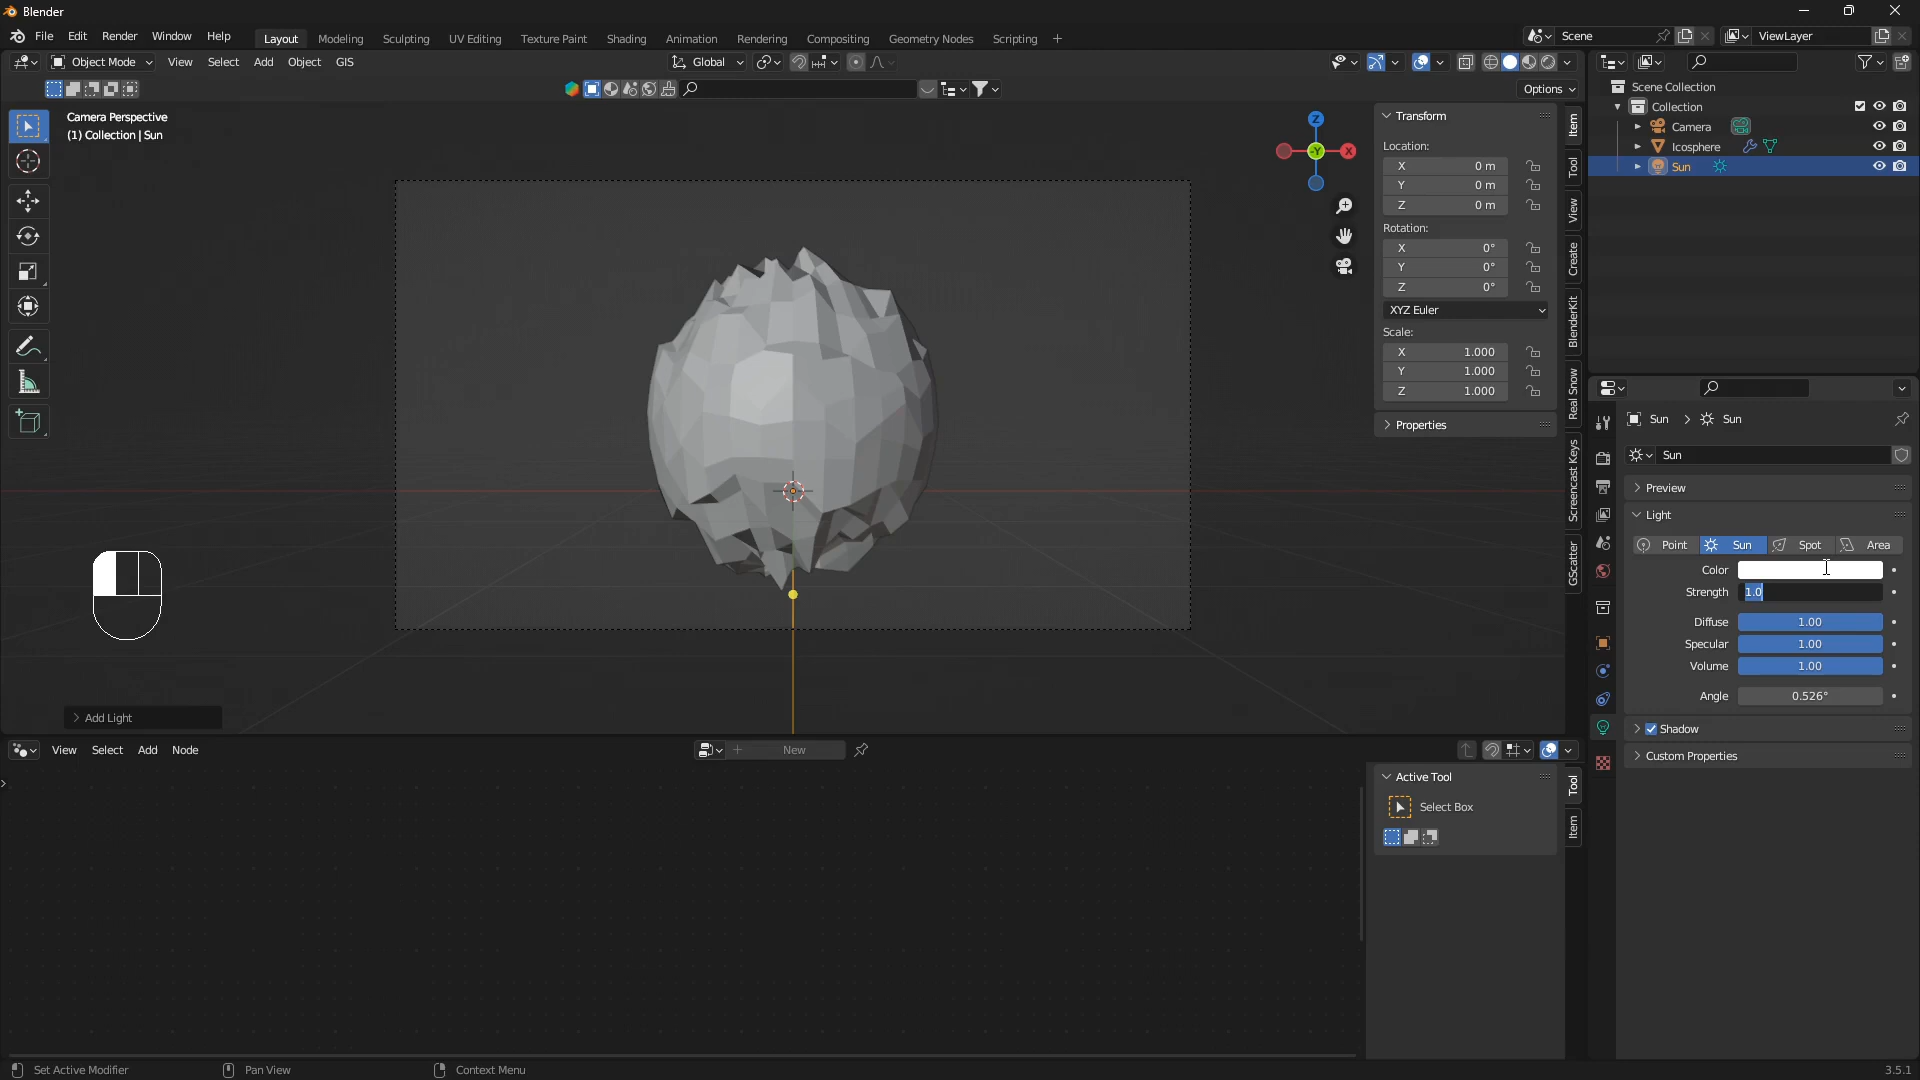 Blender
File Edit Render Window Help
Layout Modeling Sculpting UV Editing Texture Paint Shading Animation Rendering Compositing Geometry Nodes Scripting
Scene
ViewLayer
Object Mode View Select Add Object GIS
Global
Options
Camera Perspective
(1) Collection | Sun
Z
X
-Y
Transform
Location:
X 0 m
Y 0 m
Z 0 m
Rotation:
X 0°
Y 0°
Z 0°
XYZ Euler
Scale:
X 1.000
Y 1.000
Z 1.000
Properties
Item
Tool
View
Create
BlenderKit
Real Snow
Screencast Keys
GScatter
Scene Collection
Collection
Camera
Icosphere
Sun
Sun Sun
Sun
Preview
Light
Point Sun Spot Area
Color
Strength 1.0
Diffuse 1.00
Specular 1.00
Volume 1.00
Angle 0.526°
Shadow
Custom Properties
Add Light
View Select Add Node
New
Active Tool
Select Box
Tool
Item
Set Active Modifier
Pan View
Context Menu
3.5.1